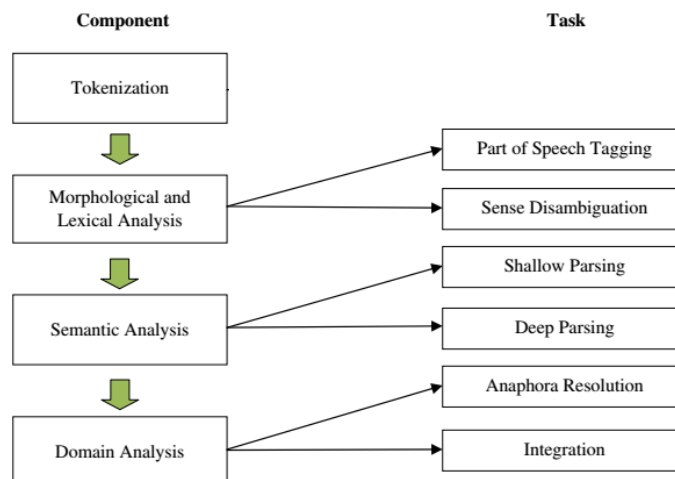 Component
Task
Tokenization
Part of Speech Tagging
Morphological and
Lexical Analysis
Sense Disambiguation
Shallow Parsing
Semantic Analysis
Deep Parsing
Anaphora Resolution
Domain Analysis
Integration